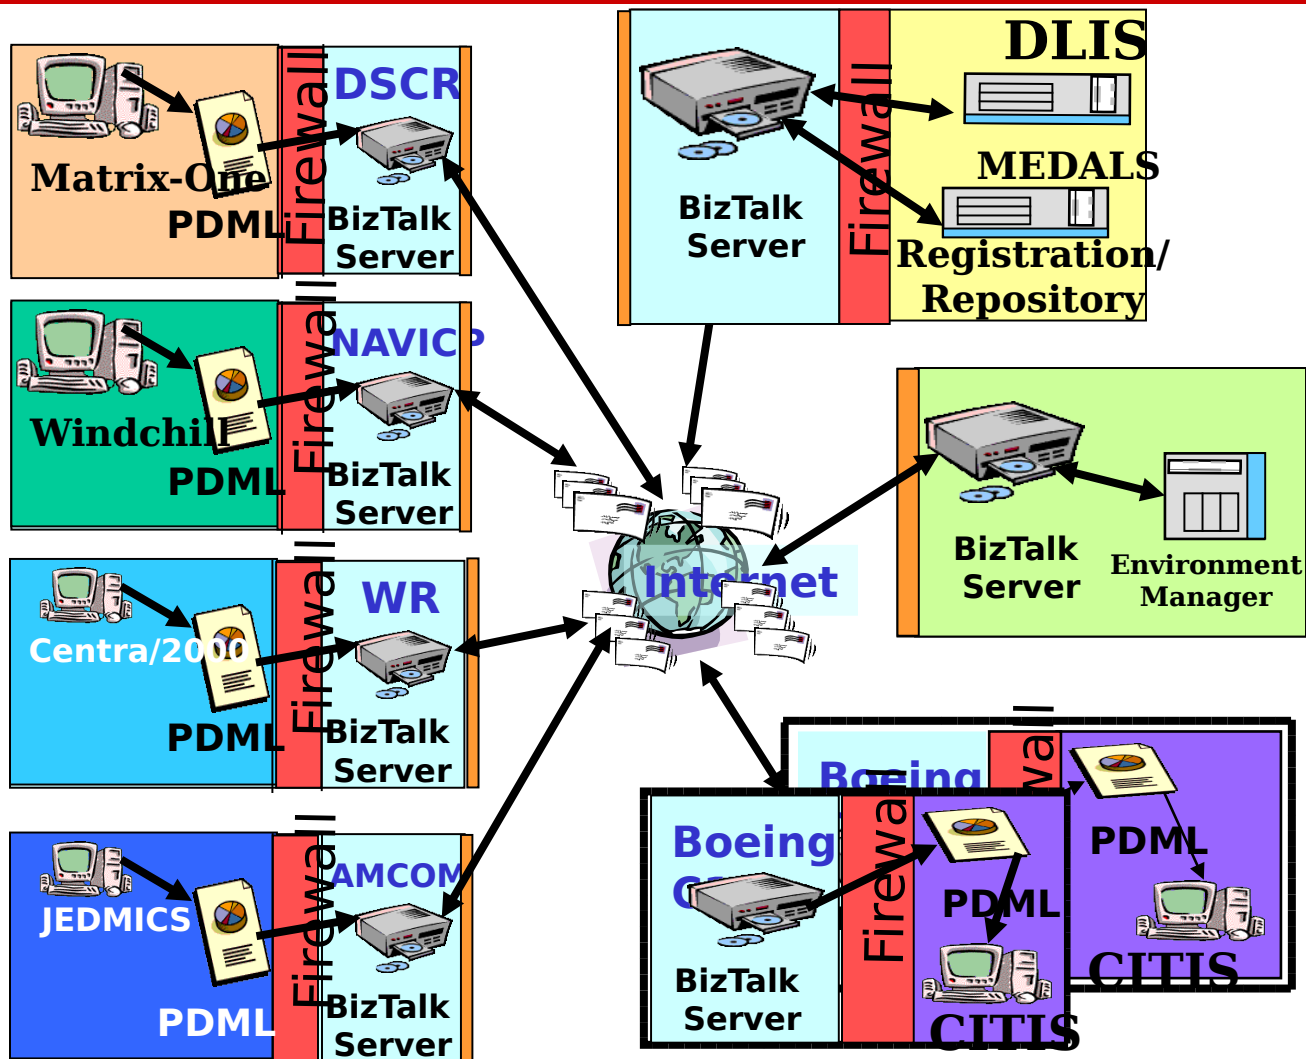 Matrix-One
PDML
Firewall
DSCR
BizTalk
Server
Windchill
PDML
Firewall
NAVICP
BizTalk
Server
Centra/2000
PDML
Firewall
WR
BizTalk
Server
JEDMICS
PDML
Firewall
AMCOM
BizTalk
Server
BizTalk
Server
Firewall
DLIS
MEDALS
Registration/
Repository
Internet
BizTalk
Server
Environment
Manager
Boeing
PDML
CITIS
Boeing
BizTalk
Server
Firewall
PDML
CITIS